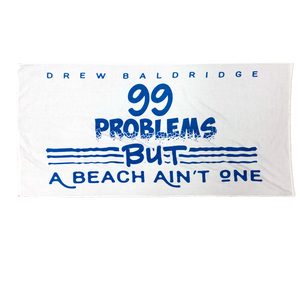 DREW BALDRIDGE
99
PROBLEMS
BUT
A BEACH AIN'T ONE